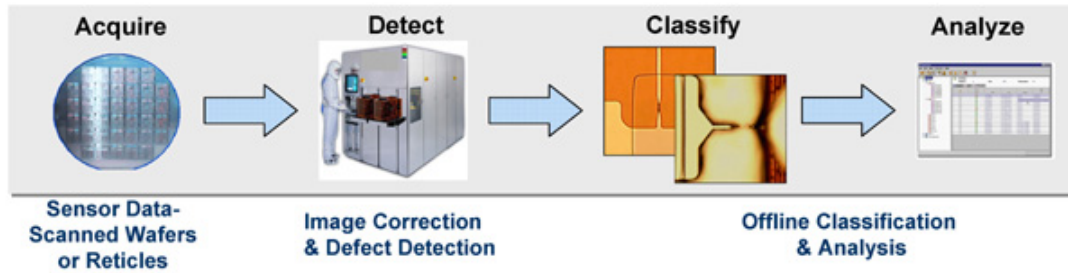 Acquire
Detect
Classify
Analyze
Sensor Data-
Scanned Wafers
or Reticles
Image Correction
& Defect Detection
Offline Classification
& Analysis